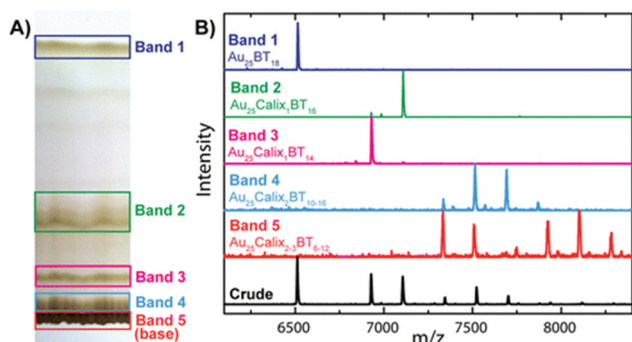 A)
Band 1
Band 2
Band 3
Band 4
Band 5
(base)
B)
Intensity
Band 1
Au25BT18
Band 2
Au25Calix1BT16
Band 3
Au25Calix1BT14
Band 4
Au25Calix2BT10-16
Band 5
Au25Calix2-3BT6-12
Crude
6500 7000 7500 8000
m/z